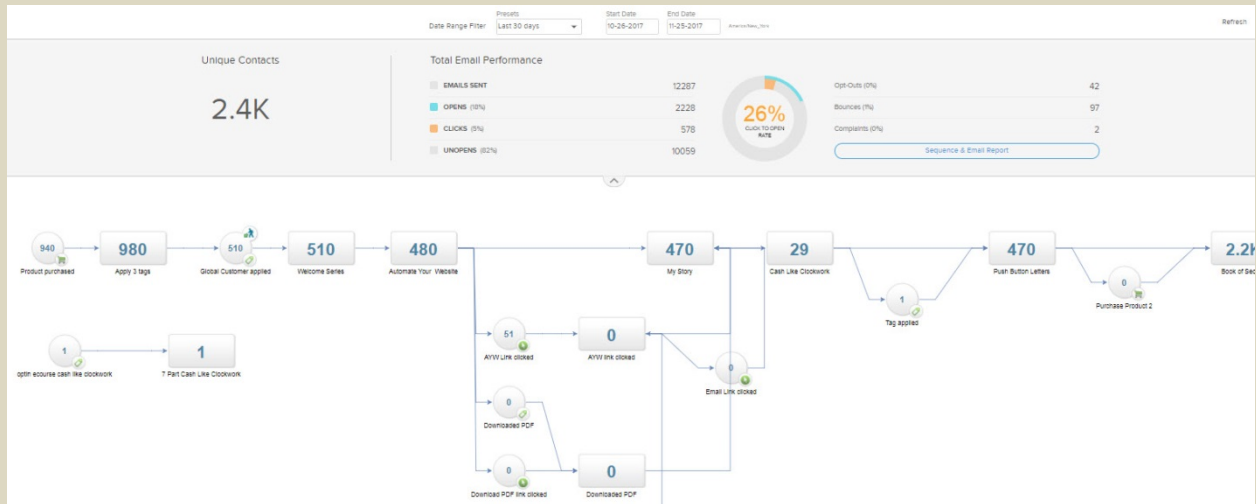 Presets
Start Date
End Date
Date Range Filter
Last 30 days
10-26-2017
11-25-2017
America/New_York
Refresh
Unique Contacts
2.4K
Total Email Performance
EMAILS SENT 12287
OPENS (18%) 2228
CLICKS (5%) 578
UNOPENS (82%) 10059
26%
CLICK TO OPEN
RATE
Opt-Outs (0%) 42
Bounces (1%) 97
Complaints (0%) 2
Sequence & Email Report
940
Product purchased
980
Apply 3 tags
510
Global Customer applied
510
Welcome Series
480
Automate Your Website
470
My Story
29
Cash Like Clockwork
1
Tag applied
470
Push Button Letters
0
Purchase Product 2
2.2K
Book of Sec
1
optin ecourse cash like clockwork
1
7 Part Cash Like Clockwork
51
AYW Link clicked
0
AYW link clicked
0
Email Link clicked
0
Downloaded PDF
0
Download PDF link clicked
0
Downloaded PDF